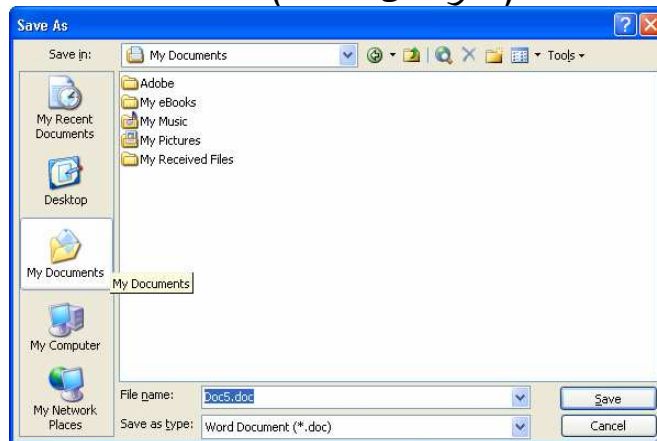 Save As
Save in:
My Documents
Tools
My Recent
Documents
Desktop
My Documents
My Computer
My Network
Places
Adobe
My eBooks
My Music
My Pictures
My Received Files
My Documents
File name:
Doc5.doc
Save
Save as type:
Word Document (*.doc)
Cancel